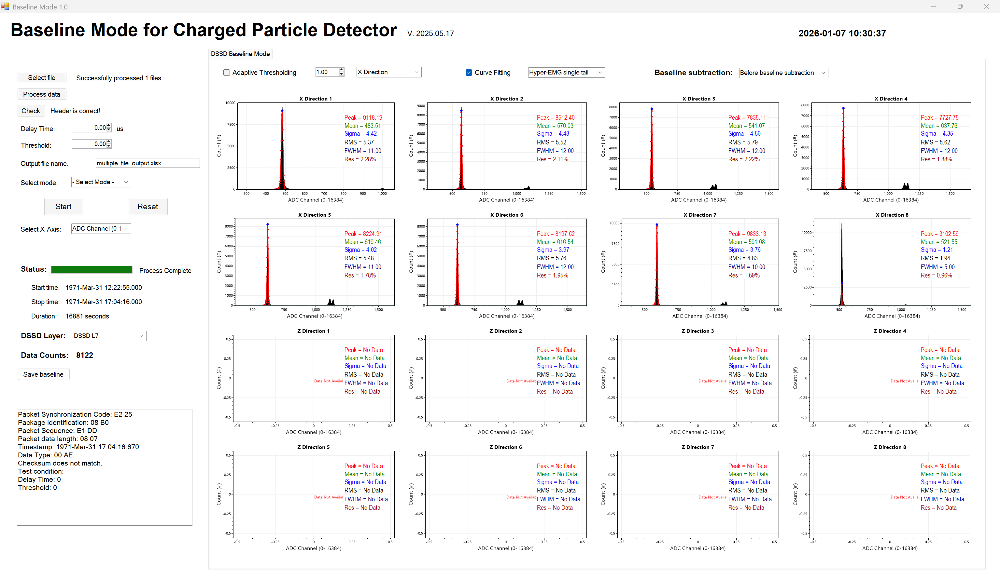 Baseline Mode 1.0
Baseline Mode for Charged Particle Detector V. 2025.05.17
2026-01-07 10:30:37
Select file Successfully processed 1 files.
Process data
Check Header is correct!
Delay Time: 0.00 us
Threshold: 0.00
Output file name: multiple_file_output.xlsx
Select mode: - Select Mode -
Start Reset
Select X-Axis: ADC Channel (0-1
Status: Process Complete
Start time: 1971-Mar-31 12:22:55.000
Stop time: 1971-Mar-31 17:04:16.000
Duration: 16881 seconds
DSSD Layer: DSSD L7
Data Counts: 8122
Save baseline
Packet Synchronization Code: E2 25
Package Identification: 08 B0
Packet Sequence: E1 DD
Packet data length: 08 07
Timestamp: 1971-Mar-31 17:04:16.670
Data Type: 00 AE
Checksum does not match.
Test condition:
Delay Time: 0
Threshold: 0
DSSD Baseline Mode
Adaptive Thresholding 1.00 X Direction Curve Fitting Hyper-EMG single tail Baseline subtraction: Before baseline subtraction
X Direction 1
Count (#)
10000
7500
5000
2500
0
Peak = 9118.19
Mean = 483.51
Sigma = 4.42
RMS = 5.37
FWHM = 11.00
Res = 2.28%
300 400 500 600 700 800 900 1,000
ADC Channel (0-16384)
X Direction 2
Count (#)
9000
8000
7000
6000
5000
4000
3000
2000
1000
0
Peak = 8512.40
Mean = 570.03
Sigma = 4.48
RMS = 5.52
FWHM = 12.00
Res = 2.11%
500 750 1,000 1,250 1,500
ADC Channel (0-16384)
X Direction 3
Count (#)
8000
7000
6000
5000
4000
3000
2000
1000
0
Peak = 7835.11
Mean = 541.07
Sigma = 4.50
RMS = 5.79
FWHM = 12.00
Res = 2.22%
500 750 1,000 1,250 1,500
ADC Channel (0-16384)
X Direction 4
Count (#)
8000
7000
6000
5000
4000
3000
2000
1000
0
Peak = 7727.75
Mean = 637.76
Sigma = 4.35
RMS = 5.62
FWHM = 12.00
Res = 1.88%
500 750 1,000 1,250 1,500
ADC Channel (0-16384)
X Direction 5
Count (#)
8000
7000
6000
5000
4000
3000
2000
1000
0
Peak = 8224.91
Mean = 619.46
Sigma = 4.02
RMS = 5.48
FWHM = 11.00
Res = 1.78%
500 750 1,000 1,250 1,500
ADC Channel (0-16384)
X Direction 6
Count (#)
8000
7000
6000
5000
4000
3000
2000
1000
0
Peak = 8197.62
Mean = 616.54
Sigma = 3.97
RMS = 5.76
FWHM = 12.00
Res = 1.95%
500 750 1,000 1,250 1,500
ADC Channel (0-16384)
X Direction 7
Count (#)
10000
7500
5000
2500
0
Peak = 9833.13
Mean = 591.08
Sigma = 3.76
RMS = 4.83
FWHM = 10.00
Res = 1.69%
500 750 1,000 1,250 1,500
ADC Channel (0-16384)
X Direction 8
Count (#)
10000
7500
5000
2500
0
Peak = 3102.59
Mean = 521.55
Sigma = 1.21
RMS = 1.94
FWHM = 5.00
Res = 0.96%
500 750 1,000 1,250 1,500
ADC Channel (0-16384)
Z Direction 1
Count (#)
0.5
0.25
0
-0.25
-0.5
Peak = No Data
Mean = No Data
Sigma = No Data
RMS = No Data
Data Not Availal FWHM = No Data
Res = No Data
-0.5 -0.25 0 0.25 0.5
ADC Channel (0-16384)
Z Direction 2
Count (#)
0.5
0.25
0
-0.25
-0.5
Peak = No Data
Mean = No Data
Sigma = No Data
RMS = No Data
Data Not Availal FWHM = No Data
Res = No Data
-0.5 -0.25 0 0.25 0.5
ADC Channel (0-16384)
Z Direction 3
Count (#)
0.5
0.25
0
-0.25
-0.5
Peak = No Data
Mean = No Data
Sigma = No Data
RMS = No Data
Data Not Availal FWHM = No Data
Res = No Data
-0.5 -0.25 0 0.25 0.5
ADC Channel (0-16384)
Z Direction 4
Count (#)
0.5
0.25
0
-0.25
-0.5
Peak = No Data
Mean = No Data
Sigma = No Data
RMS = No Data
Data Not Availal FWHM = No Data
Res = No Data
-0.5 -0.25 0 0.25 0.5
ADC Channel (0-16384)
Z Direction 5
Count (#)
0.5
0.25
0
-0.25
-0.5
Peak = No Data
Mean = No Data
Sigma = No Data
RMS = No Data
Data Not Availal FWHM = No Data
Res = No Data
-0.5 -0.25 0 0.25 0.5
ADC Channel (0-16384)
Z Direction 6
Count (#)
0.5
0.25
0
-0.25
-0.5
Peak = No Data
Mean = No Data
Sigma = No Data
RMS = No Data
Data Not Availal FWHM = No Data
Res = No Data
-0.5 -0.25 0 0.25 0.5
ADC Channel (0-16384)
Z Direction 7
Count (#)
0.5
0.25
0
-0.25
-0.5
Peak = No Data
Mean = No Data
Sigma = No Data
RMS = No Data
Data Not Availal FWHM = No Data
Res = No Data
-0.5 -0.25 0 0.25 0.5
ADC Channel (0-16384)
Z Direction 8
Count (#)
0.5
0.25
0
-0.25
-0.5
Peak = No Data
Mean = No Data
Sigma = No Data
RMS = No Data
Data Not Availal FWHM = No Data
Res = No Data
-0.5 -0.25 0 0.25 0.5
ADC Channel (0-16384)